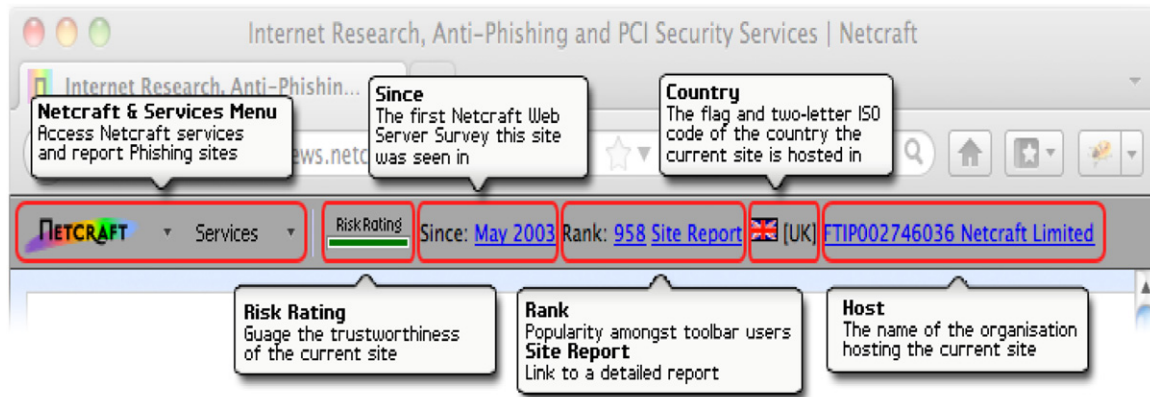 Internet Research, Anti-Phishing and PCI Security Services | Netcraft
Internet Research, Anti-Phishin...
Netcraft & Services Menu
Access Netcraft services
and report Phishing sites
Since
The first Netcraft Web
Server Survey this site
was seen in
Country
The flag and two-letter ISO
code of the country the
current site is hosted in
ews.netc
NETCRAFT Services RiskRating Since: May 2003 Rank: 958 Site Report [UK] FTIP002746036 Netcraft Limited
Risk Rating
Guage the trustworthiness
of the current site
Rank
Popularity amongst toolbar users
Site Report
Link to a detailed report
Host
The name of the organisation
hosting the current site